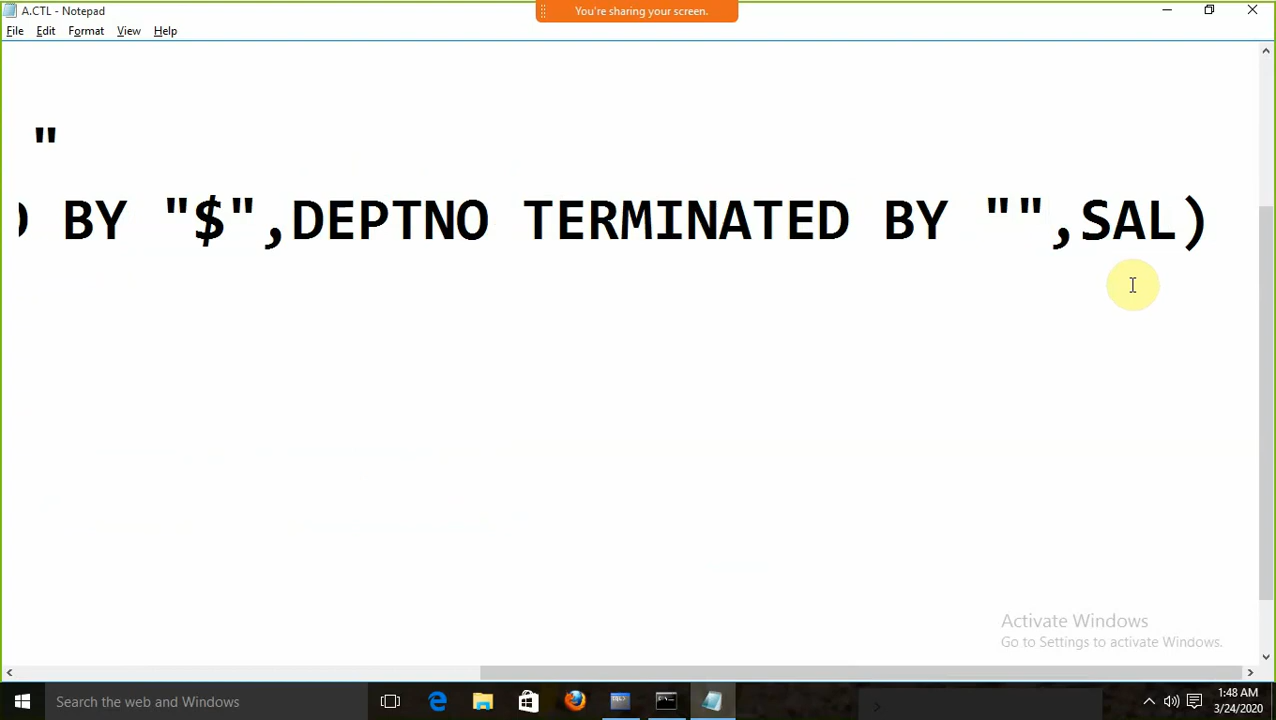 A.CTL - Notepad
You're sharing your screen.
File Edit Format View Help
"
BY "$",DEPTNO TERMINATED BY "",SAL)
Activate Windows
Go to Settings to activate Windows.
Search the web and Windows
1:48 AM
3/24/2020